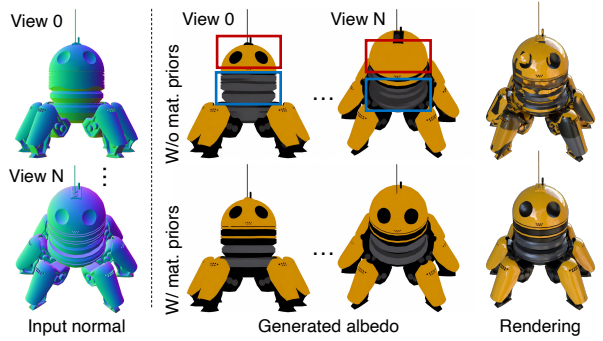 View 0
View 0
View N
W/o mat. priors
...
View N
W/ mat. priors
...
Input normal
Generated albedo
Rendering